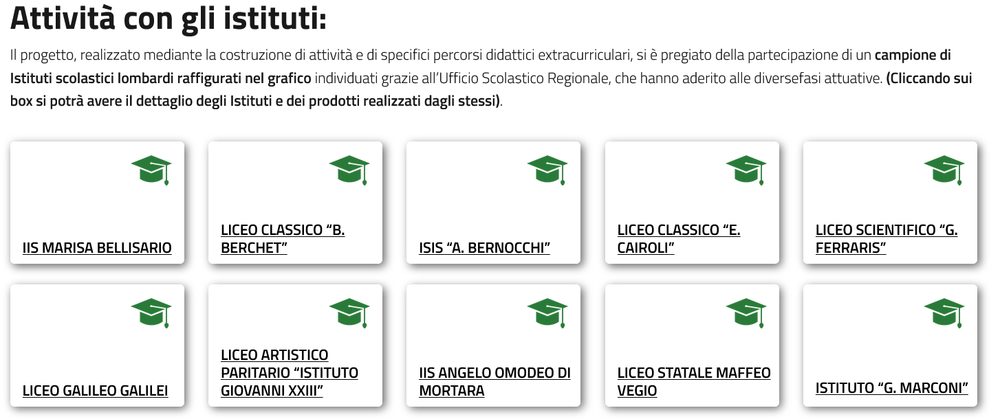 Attività con gli istituti:
Il progetto, realizzato mediante la costruzione di attività e di specifici percorsi didattici extracurriculari, si è pregiato della partecipazione di un campione di
Istituti scolastici lombardi raffigurati nel grafico individuati grazie all’Ufficio Scolastico Regionale, che hanno aderito alle diversefasi attuative. (Cliccando sui
box si potrà avere il dettaglio degli Istituti e dei prodotti realizzati dagli stessi).
IIS MARISA BELLISARIO
LICEO CLASSICO “B.
BERCHET”
ISIS “A. BERNOCCHI”
LICEO CLASSICO “E.
CAIROLI”
LICEO SCIENTIFICO “G.
FERRARIS”
LICEO GALILEO GALILEI
LICEO ARTISTICO
PARITARIO “ISTITUTO
GIOVANNI XXIII”
IIS ANGELO OMODEO DI
MORTARA
LICEO STATALE MAFFEO
VEGIO
ISTITUTO “G. MARCONI”